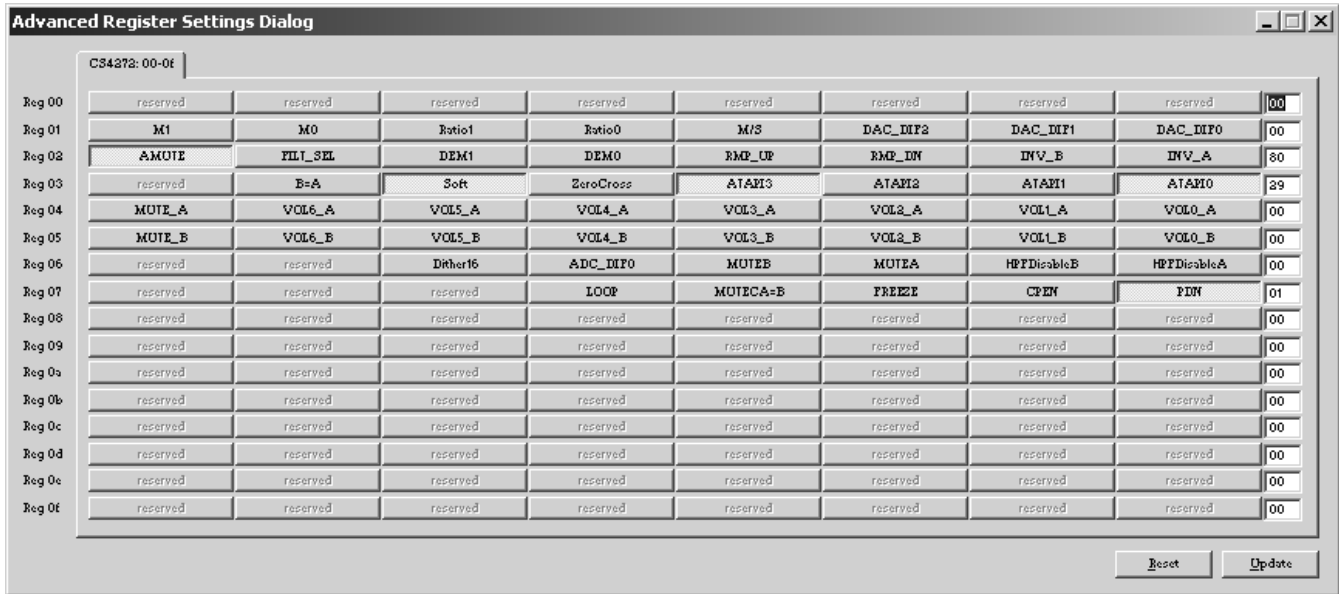 Advanced Register Settings Dialog
CS4272: 00-0f
Reg 00 reserved reserved reserved reserved reserved reserved reserved reserved 00
Reg 01 M1 M0 Ratio1 Ratio0 M/S DAC_DIF2 DAC_DIF1 DAC_DIF0 00
Reg 02 AMUTE FILT_SEL DEM1 DEM0 RMP_UP RMP_DN INV_B INV_A 80
Reg 03 reserved B=A Soft ZeroCross ATAPI3 ATAPI2 ATAPI1 ATAPI0 29
Reg 04 MUTE_A VOL6_A VOL5_A VOL4_A VOL3_A VOL2_A VOL1_A VOL0_A 00
Reg 05 MUTE_B VOL6_B VOL5_B VOL4_B VOL3_B VOL2_B VOL1_B VOL0_B 00
Reg 06 reserved reserved Dither16 ADC_DIF0 MUTEB MUTEA HPFDisableB HPFDisableA 00
Reg 07 reserved reserved reserved LOOP MUTECA=B FREEZE CPEN PDN 01
Reg 08 reserved reserved reserved reserved reserved reserved reserved reserved 00
Reg 09 reserved reserved reserved reserved reserved reserved reserved reserved 00
Reg 0a reserved reserved reserved reserved reserved reserved reserved reserved 00
Reg 0b reserved reserved reserved reserved reserved reserved reserved reserved 00
Reg 0c reserved reserved reserved reserved reserved reserved reserved reserved 00
Reg 0d reserved reserved reserved reserved reserved reserved reserved reserved 00
Reg 0e reserved reserved reserved reserved reserved reserved reserved reserved 00
Reg 0f reserved reserved reserved reserved reserved reserved reserved reserved 00
Reset Update